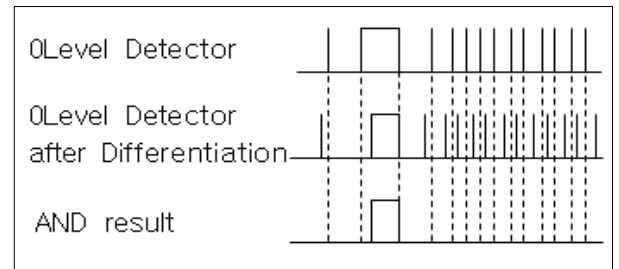 0Level Detector
0Level Detector
after Differentiation
AND result